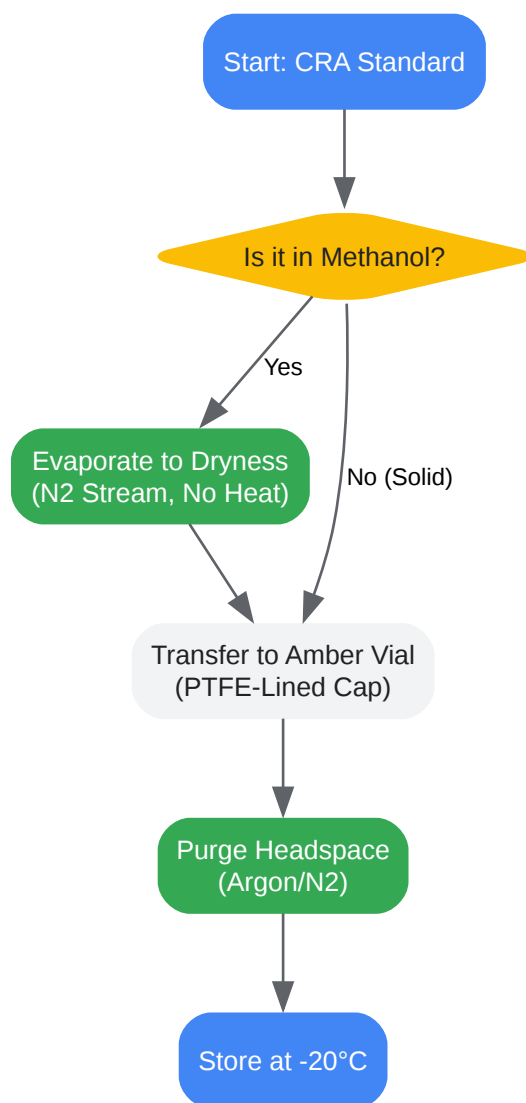 Start: CRA Standard
Is it in Methanol?
Yes
Evaporate to Dryness
(N2 Stream, No Heat)
No (Solid)
Transfer to Amber Vial
(PTFE-Lined Cap)
Purge Headspace
(Argon/N2)
Store at -20°C